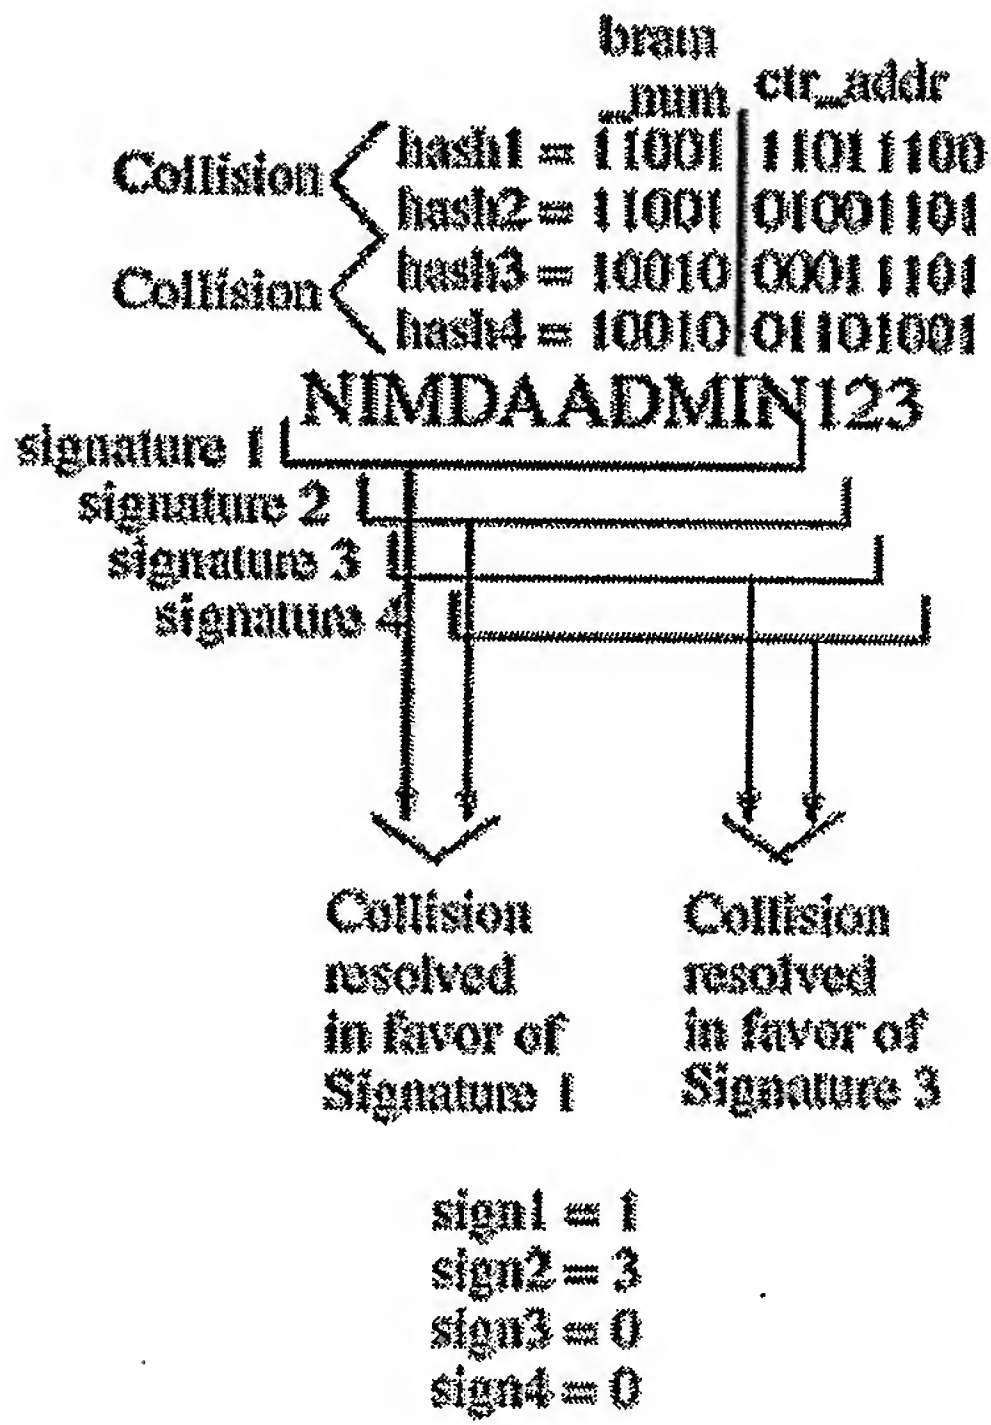 bram
_num ctr_addr
Collision
hash1 = 11001 11011100
hash2 = 11001 01001101
Collision
hash3 = 10010 00011101
hash4 = 10010 01101001
NIMDAADMIN123
signature 1
signature 2
signature 3
signature 4
Collision
resolved
in favor of
Signature 1
Collision
resolved
in favor of
Signature 3
sign1 = 1
sign2 = 3
sign3 = 0
sign4 = 0